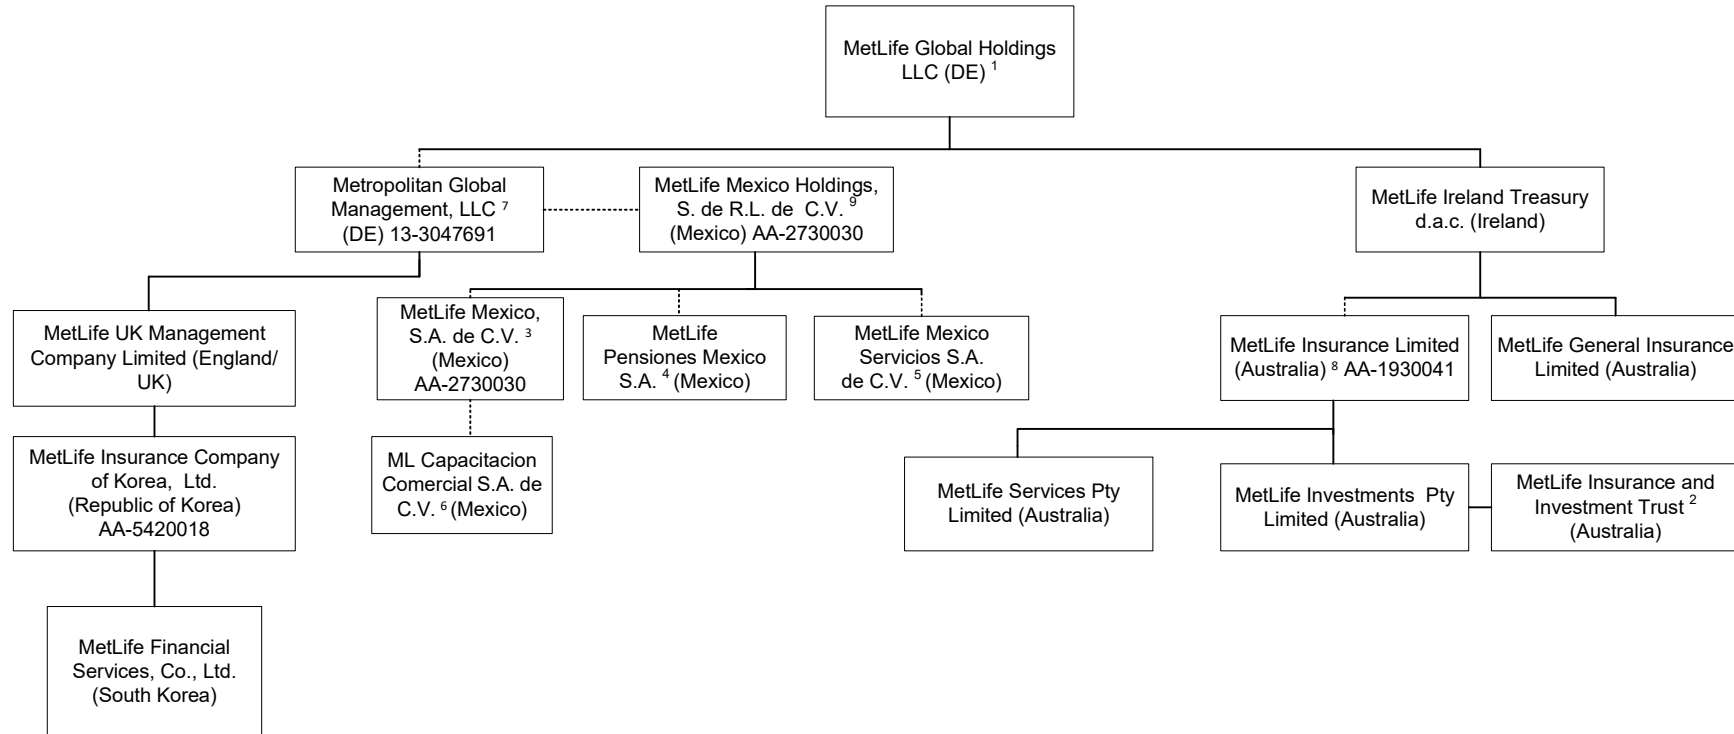 MetLife Global Holdings
LLC (DE) ¹
Metropolitan Global
Management, LLC ⁷
(DE) 13-3047691
MetLife Mexico Holdings,
S. de R.L. de C.V. ⁹
(Mexico) AA-2730030
MetLife Ireland Treasury
d.a.c. (Ireland)
MetLife UK Management
Company Limited (England/
UK)
MetLife Mexico,
S.A. de C.V. ³
(Mexico)
AA-2730030
MetLife
Pensiones Mexico
S.A. ⁴ (Mexico)
MetLife Mexico
Servicios S.A.
de C.V. ⁵ (Mexico)
MetLife Insurance Limited
(Australia) ⁸ AA-1930041
MetLife General Insurance
Limited (Australia)
MetLife Insurance Company
of Korea, Ltd.
(Republic of Korea)
AA-5420018
ML Capacitacion
Comercial S.A. de
C.V. ⁶ (Mexico)
MetLife Services Pty
Limited (Australia)
MetLife Investments Pty
Limited (Australia)
MetLife Insurance and
Investment Trust ²
(Australia)
MetLife Financial
Services, Co., Ltd.
(South Korea)